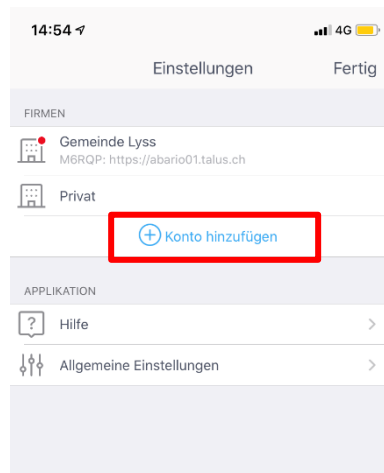 14:54
4G
Einstellungen Fertig
FIRMEN
Gemeinde Lyss
M6RQP: https://abario01.talus.ch
Privat
Konto hinzufügen
APPLIKATION
Hilfe
Allgemeine Einstellungen